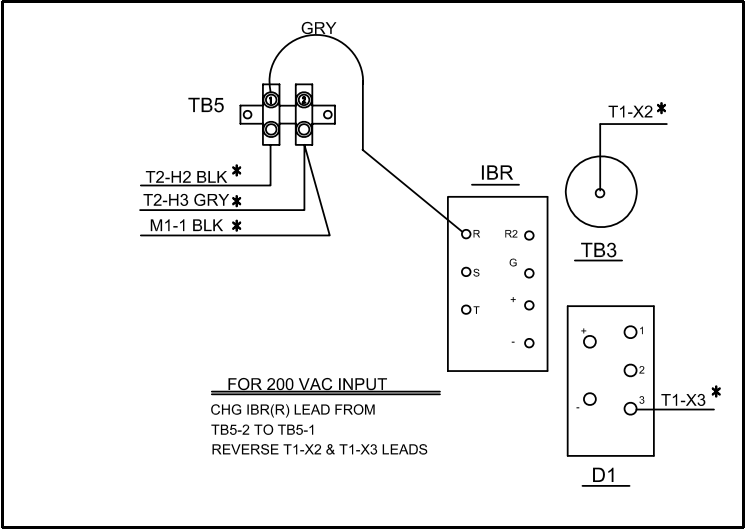 GRY
TB5
1 2
T2-H2 BLK *
T2-H3 GRY *
M1-1 BLK *
IBR
R R2
S G
T +
-
T1-X2 *
TB3
+ 1
2
- 3
T1-X3 *
D1
FOR 200 VAC INPUT
CHG IBR(R) LEAD FROM
TB5-2 TO TB5-1
REVERSE T1-X2 & T1-X3 LEADS